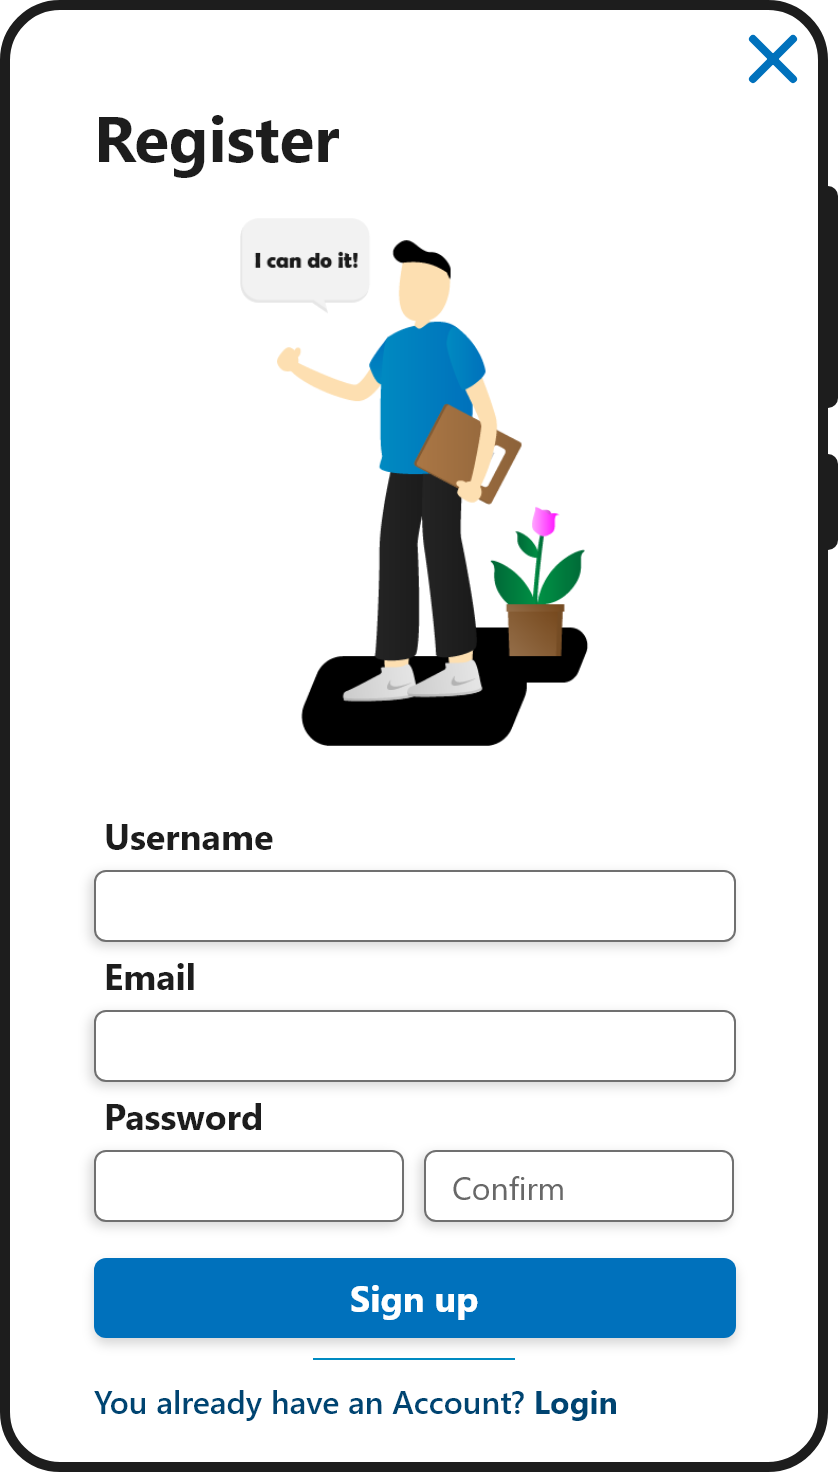 Register
I can do it!
Username
Email
Password
Confirm
Sign up
You already have an Account? Login